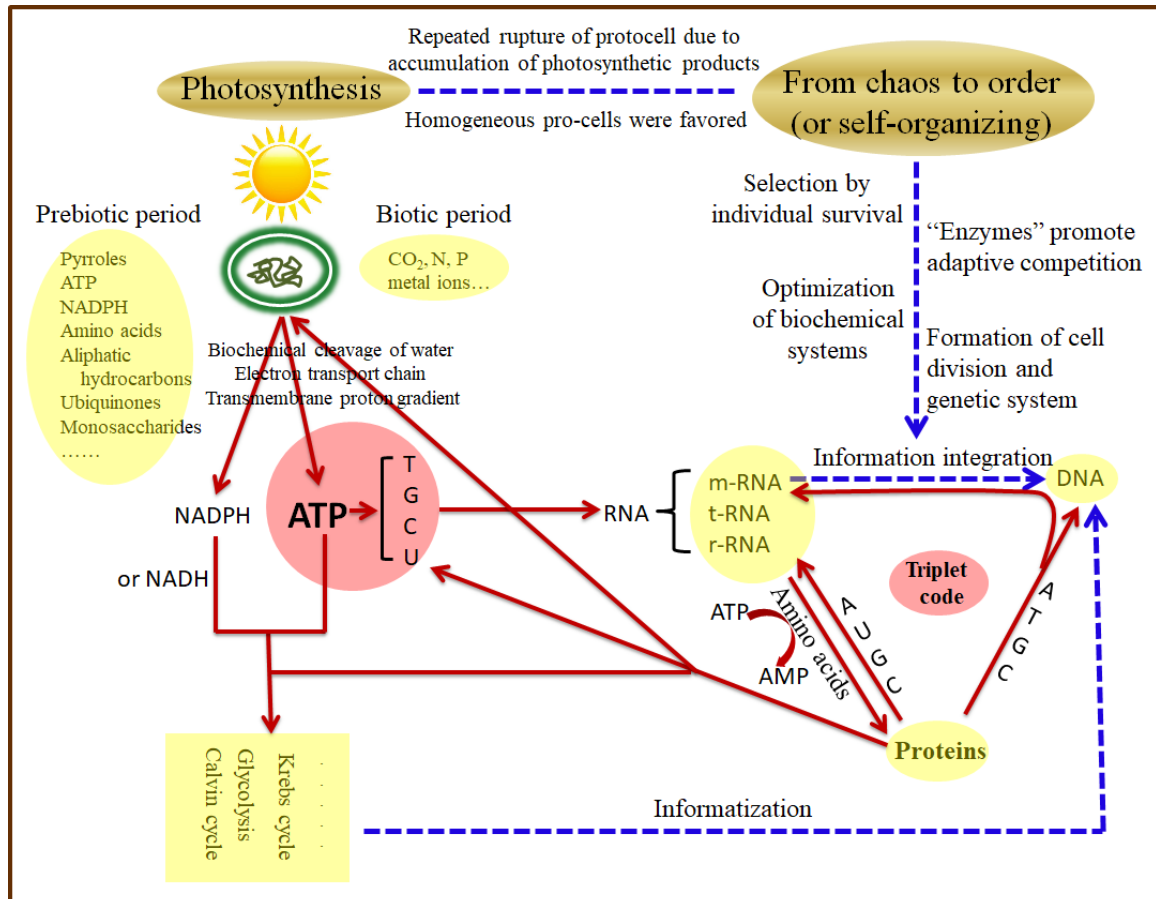 Repeated rupture of protocell due to
accumulation of photosynthetic products
Photosynthesis
Homogeneous pro-cells were favored
From chaos to order
(or self-organizing)
Prebiotic period
Pyrroles
ATP
NADPH
Amino acids
Aliphatic
hydrocarbons
Ubiquinones
Monosaccharides
……
Biotic period
CO₂, N, P
metal ions…
Selection by
individual survival
“Enzymes” promote
adaptive competition
Optimization
of biochemical
systems
Formation of cell
division and
genetic system
Biochemical cleavage of water
Electron transport chain
Transmembrane proton gradient
NADPH
or NADH
ATP
T
G
C
U
RNA
m-RNA
t-RNA
r-RNA
Information integration
DNA
Triplet
code
ATP
AMP
Amino acids
A U G C
A T G C
Proteins
. . . . .
Krebs cycle
Glycolysis
Calvin cycle
Informatization